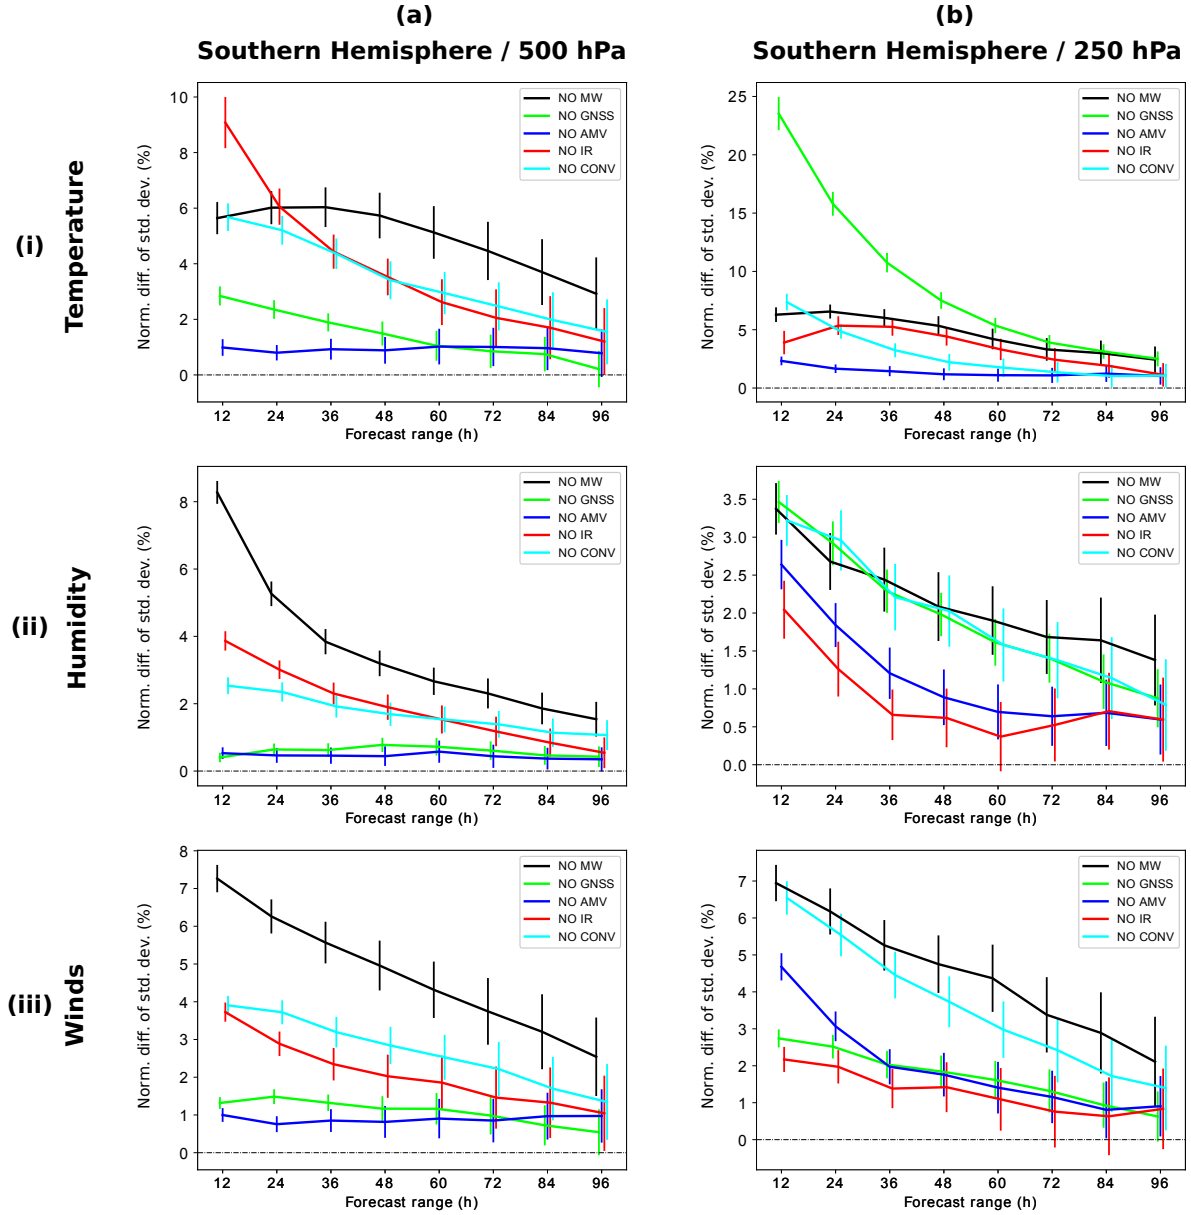 (a)
(b)
Southern Hemisphere / 500 hPa
Southern Hemisphere / 250 hPa
(i)
Temperature
Norm. diff. of std. dev. (%)
10
8
6
4
2
0
NO MW
NO GNSS
NO AMV
NO IR
NO CONV
12 24 36 48 60 72 84 96
Forecast range (h)
Norm. diff. of std. dev. (%)
25
20
15
10
5
0
NO MW
NO GNSS
NO AMV
NO IR
NO CONV
12 24 36 48 60 72 84 96
Forecast range (h)
(ii)
Humidity
Norm. diff. of std. dev. (%)
8
6
4
2
0
NO MW
NO GNSS
NO AMV
NO IR
NO CONV
12 24 36 48 60 72 84 96
Forecast range (h)
Norm. diff. of std. dev. (%)
3.5
3.0
2.5
2.0
1.5
1.0
0.5
0.0
NO MW
NO GNSS
NO AMV
NO IR
NO CONV
12 24 36 48 60 72 84 96
Forecast range (h)
(iii)
Winds
Norm. diff. of std. dev. (%)
8
7
6
5
4
3
2
1
0
NO MW
NO GNSS
NO AMV
NO IR
NO CONV
12 24 36 48 60 72 84 96
Forecast range (h)
Norm. diff. of std. dev. (%)
7
6
5
4
3
2
1
0
NO MW
NO GNSS
NO AMV
NO IR
NO CONV
12 24 36 48 60 72 84 96
Forecast range (h)